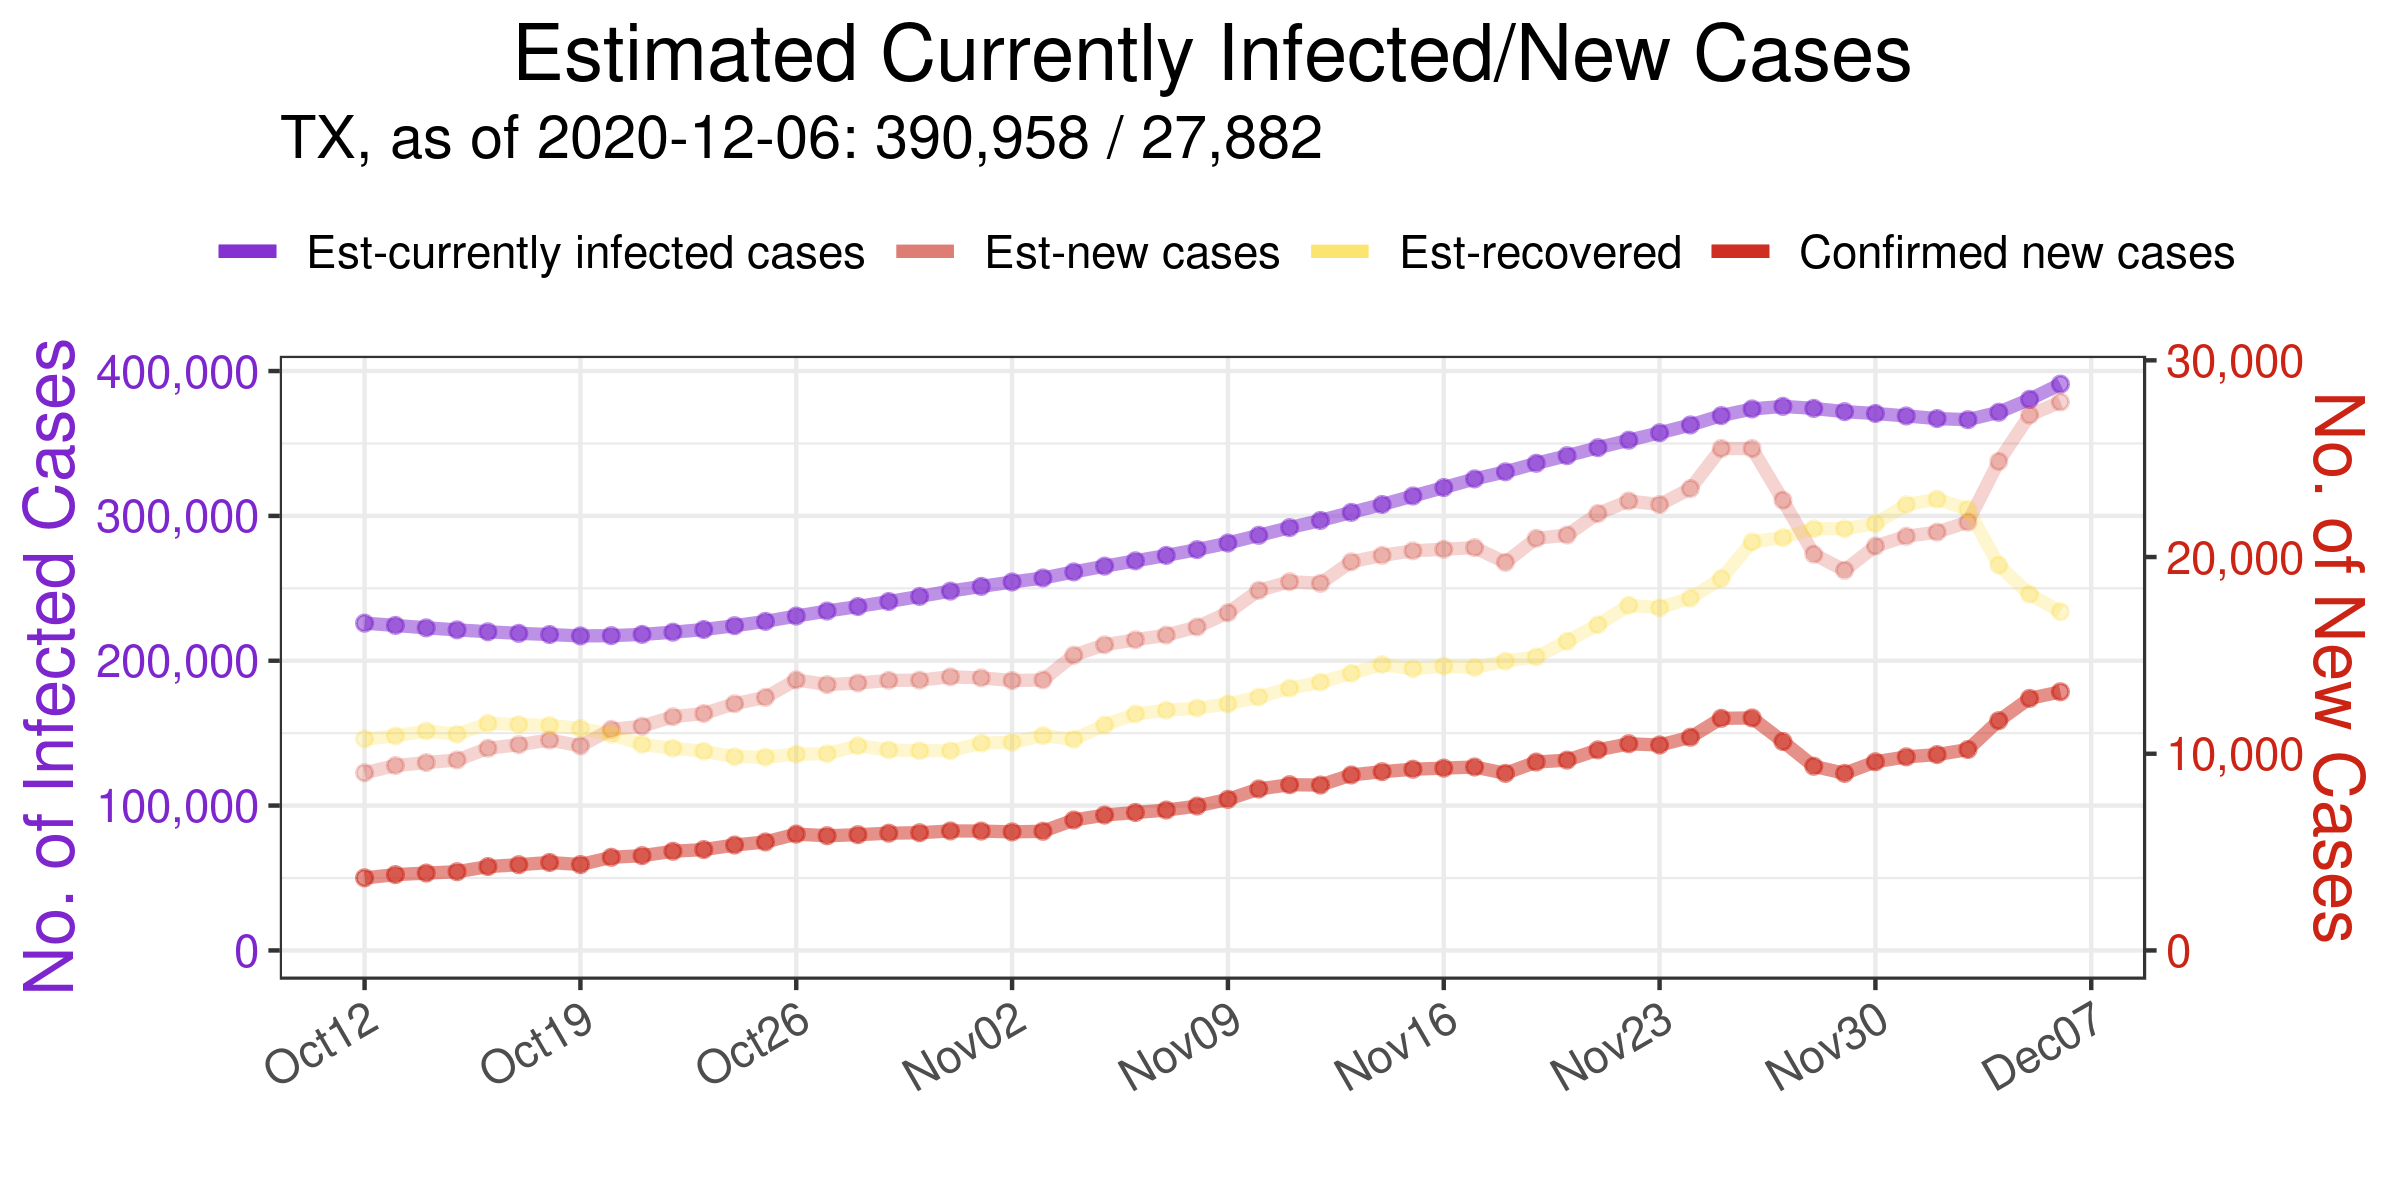 Estimated Currently Infected/New Cases
TX, as of 2020-12-06: 390,958 / 27,882
Est-currently infected cases Est-new cases Est-recovered Confirmed new cases
No. of Infected Cases
400,000
300,000
200,000
100,000
0
30,000
20,000
10,000
0
No. of New Cases
Oct12 Oct19 Oct26 Nov02 Nov09 Nov16 Nov23 Nov30 Dec07